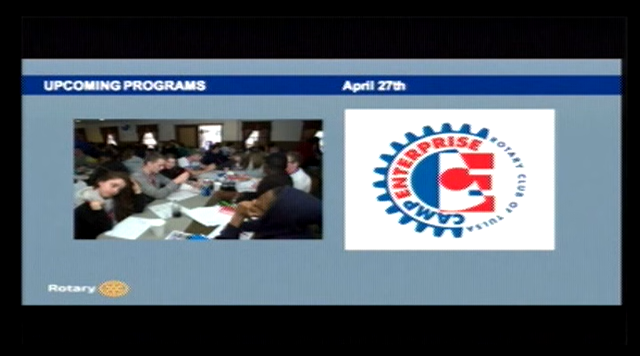 UPCOMING PROGRAMS
April 27th
CAMP ENTERPRISE
ROTARY CLUB OF TULSA
Rotary